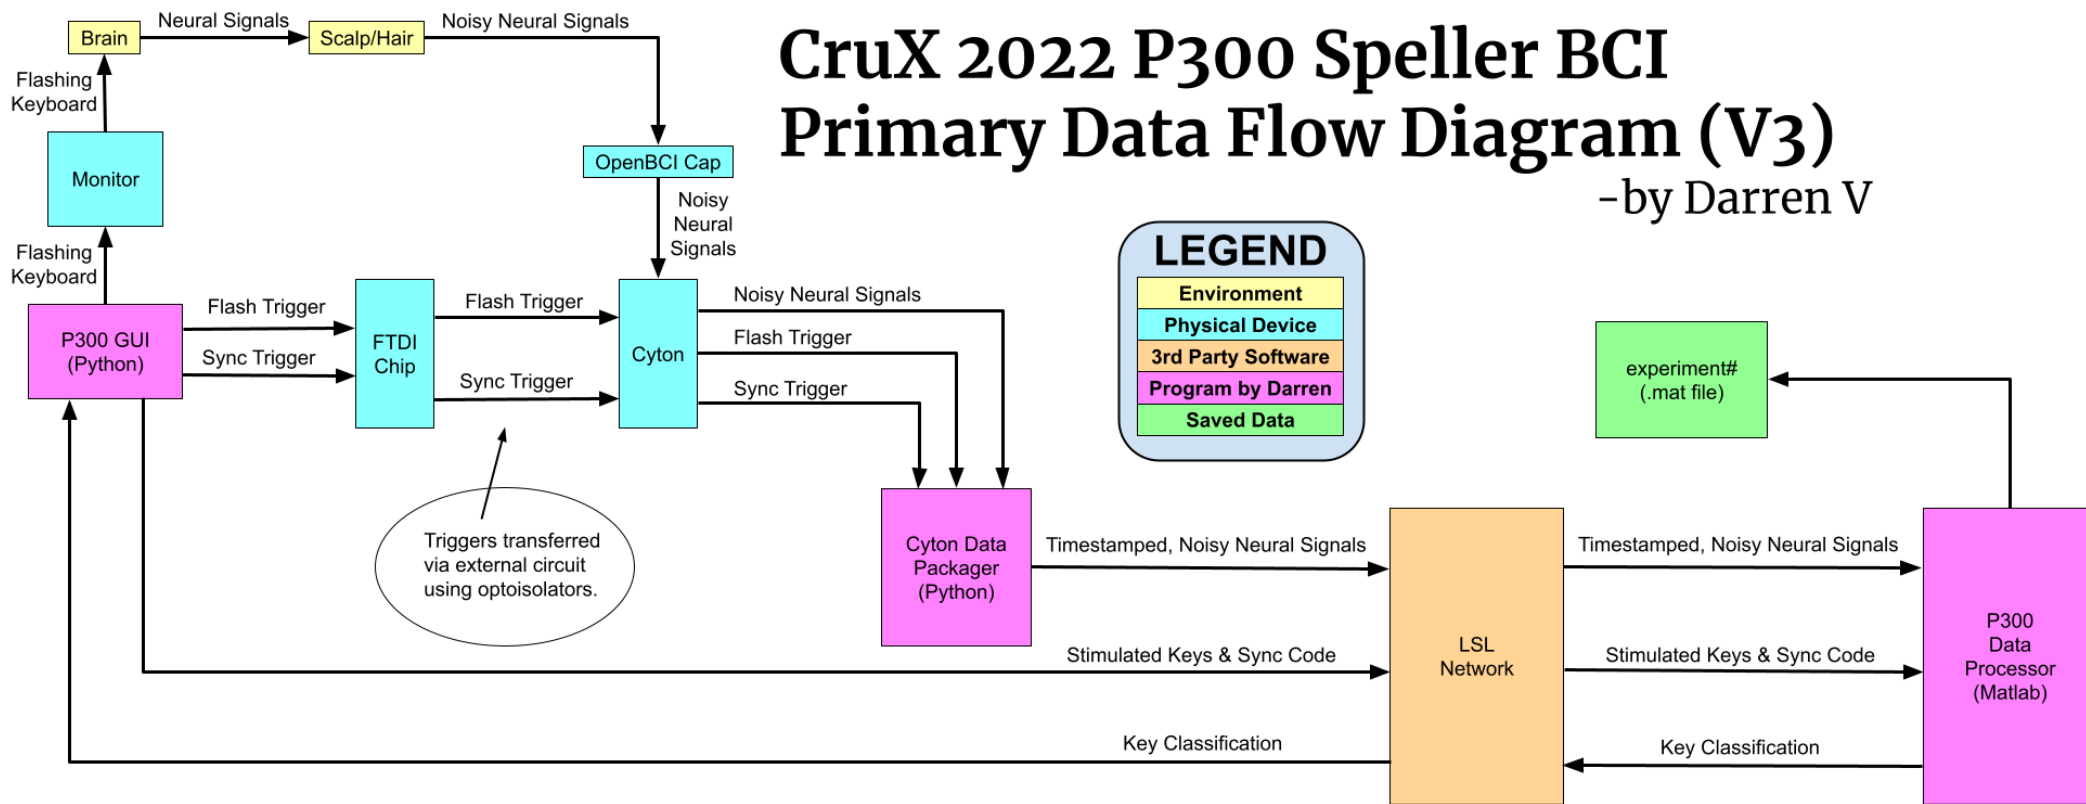 CruX 2022 P300 Speller BCI
Primary Data Flow Diagram (V3)
-by Darren V
Brain
Neural Signals
Scalp/Hair
Noisy Neural Signals
Flashing
Keyboard
Monitor
OpenBCI Cap
Noisy
Neural
Signals
Flashing
Keyboard
P300 GUI
(Python)
Flash Trigger
Sync Trigger
FTDI
Chip
Flash Trigger
Sync Trigger
Cyton
Noisy Neural Signals
Flash Trigger
Sync Trigger
LEGEND
Environment
Physical Device
3rd Party Software
Program by Darren
Saved Data
experiment#
(.mat file)
Triggers transferred
via external circuit
using optoisolators.
Cyton Data
Packager
(Python)
Timestamped, Noisy Neural Signals
Stimulated Keys & Sync Code
Key Classification
LSL
Network
Timestamped, Noisy Neural Signals
Stimulated Keys & Sync Code
Key Classification
P300
Data
Processor
(Matlab)